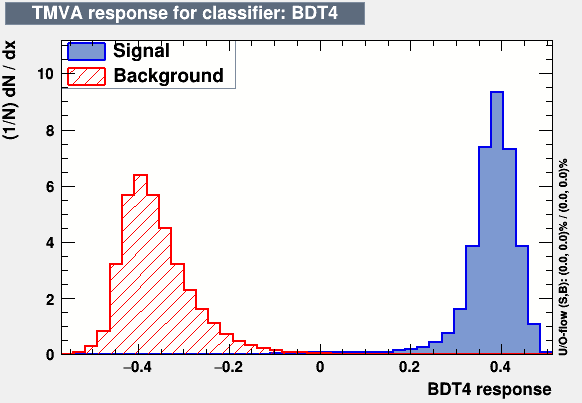 TMVA response for classifier: BDT4
(1/N) dN / dx
Signal
Background
10
8
6
4
2
0
−0.4
−0.2
0
0.2
0.4
BDT4 response
U/O-flow (S,B): (0.0, 0.0)% / (0.0, 0.0)%